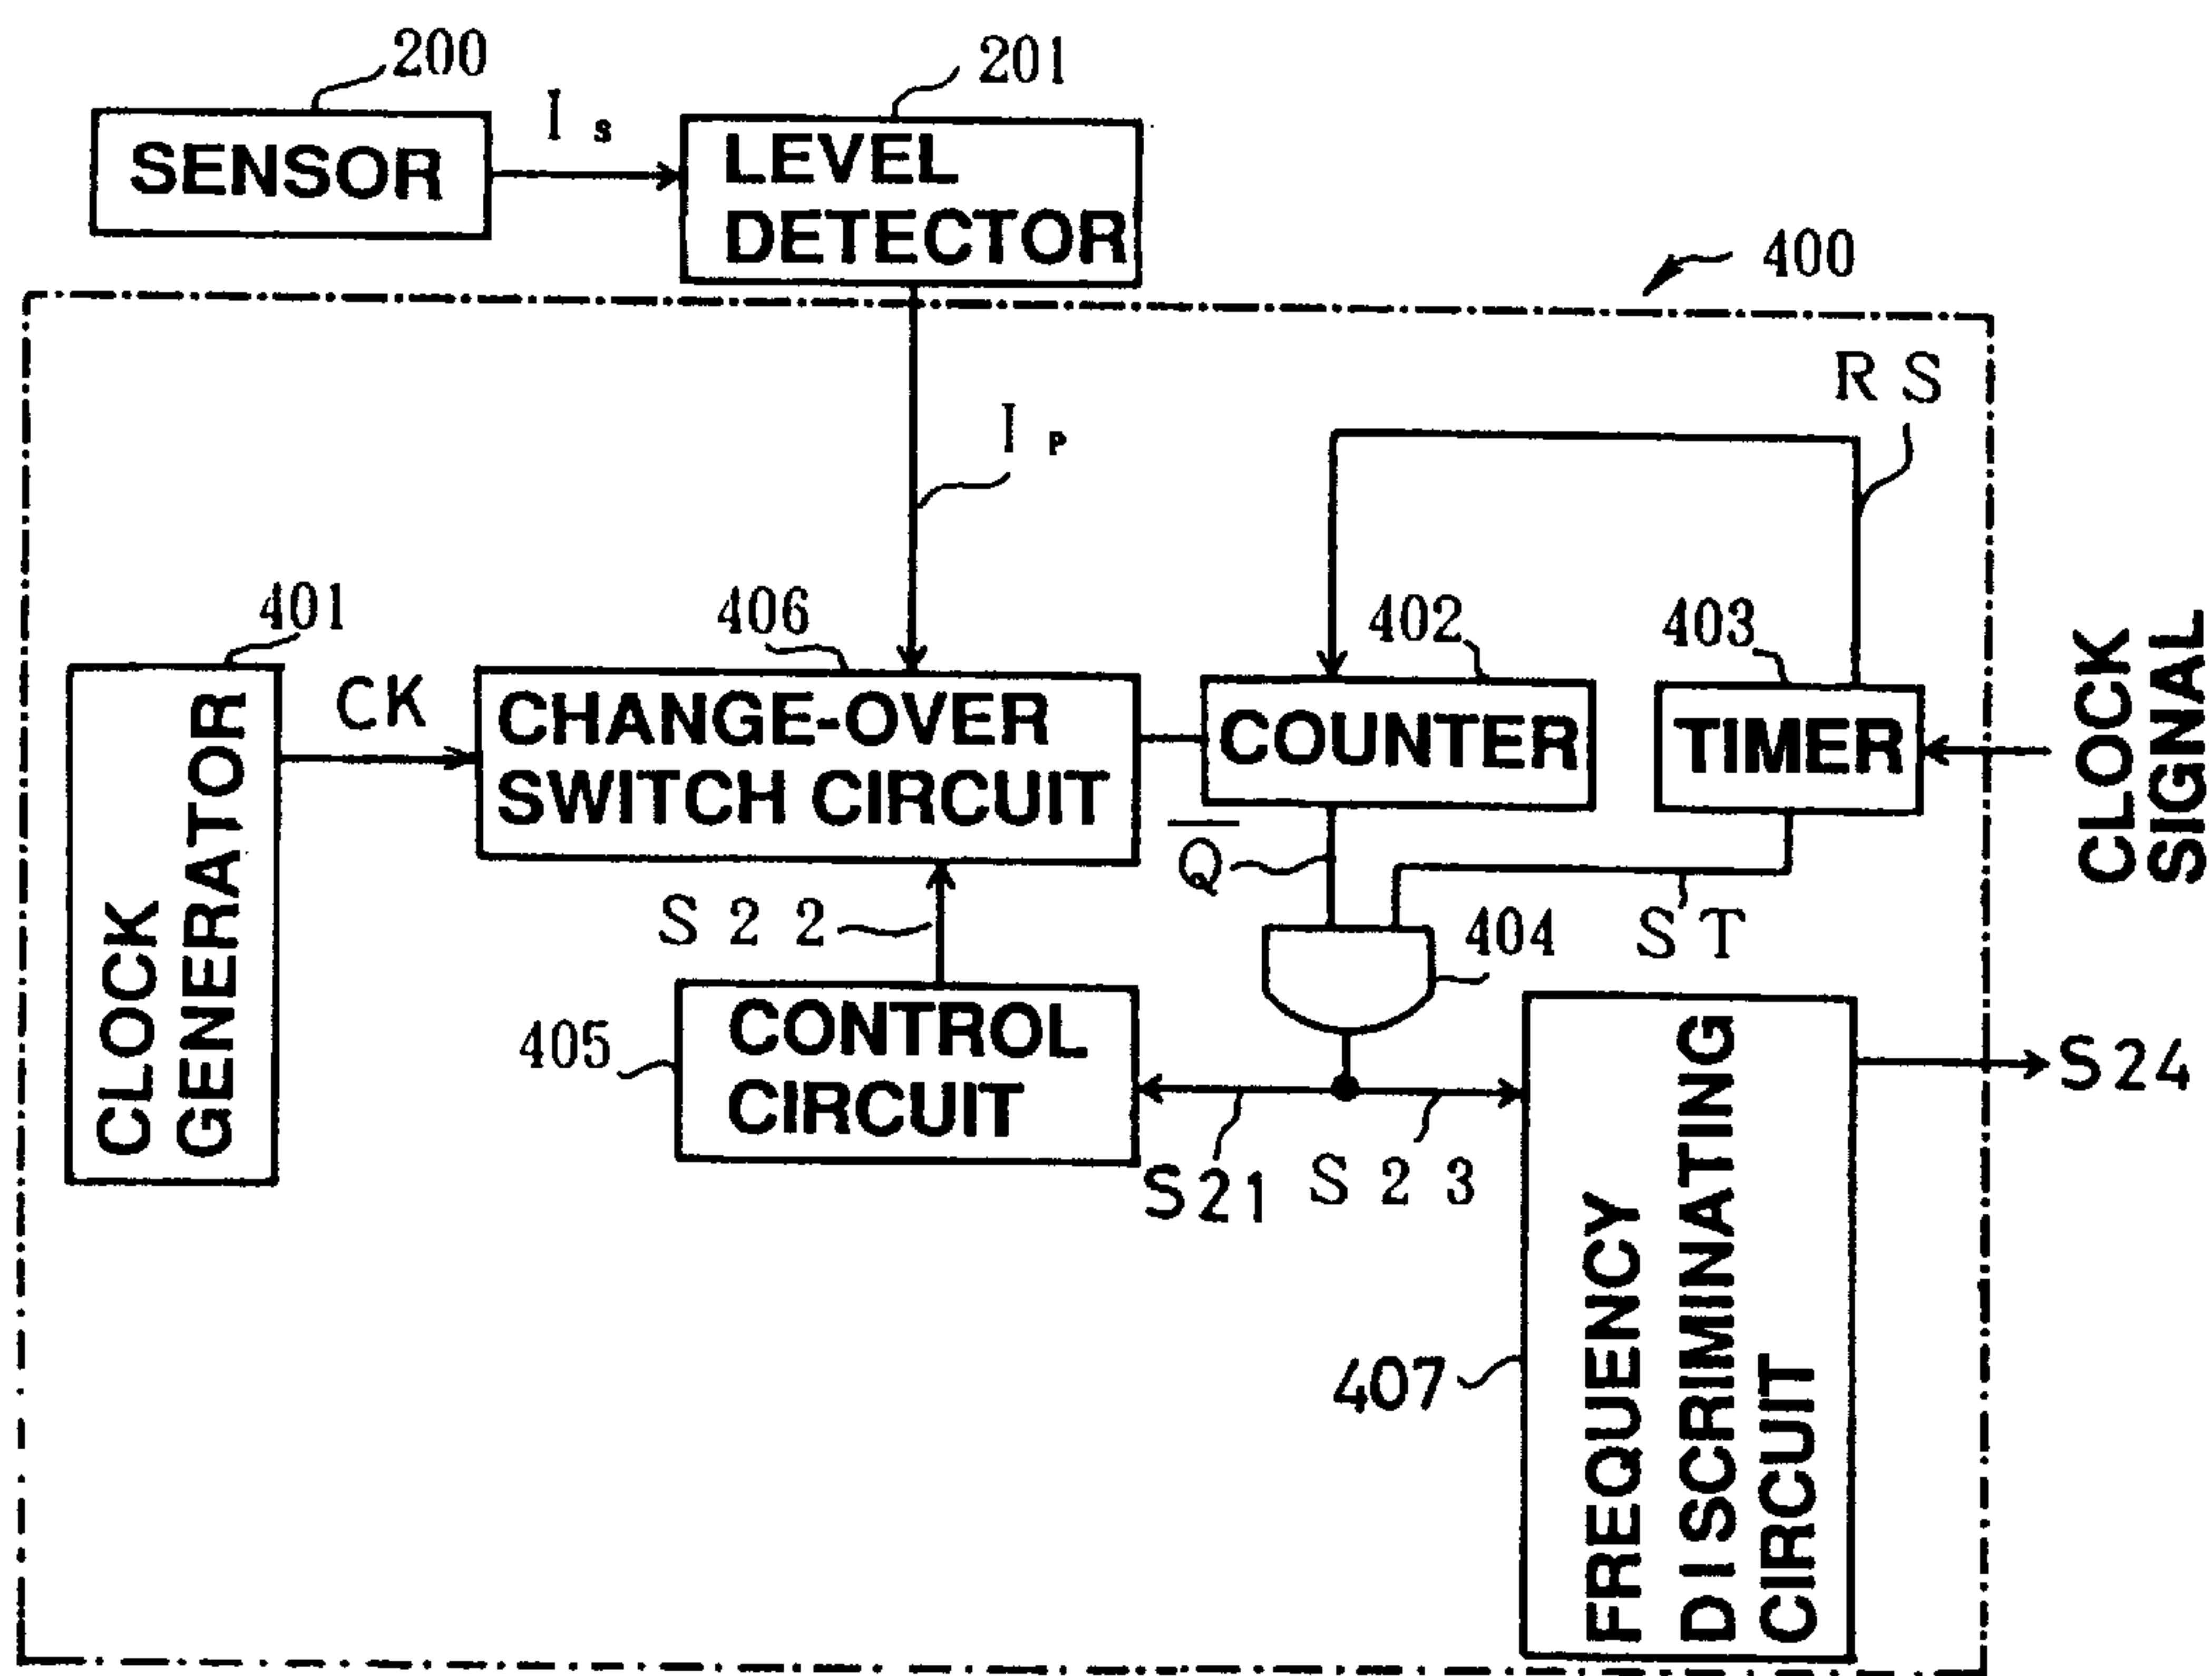 200
201
I s
SENSOR
LEVEL
DETECTOR
400
R S
I P
401
406
402
403
CK
CHANGE-OVER
SWITCH CIRCUIT
COUNTER
TIMER
CLOCK
SIGNAL
CLOCK
GENERATOR
Q̅
S 2 2
S T
404
405
CONTROL
CIRCUIT
S24
S21
S 2 3
407
FREQUENCY
DISCRIMINATING
CIRCUIT